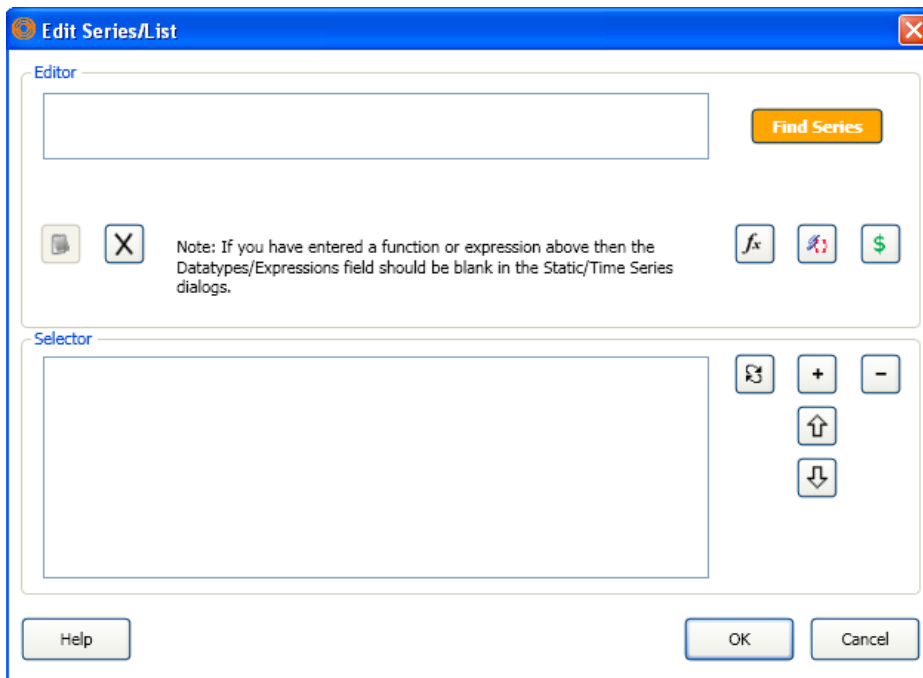 Edit Series/List
Editor
Find Series
X
Note: If you have entered a function or expression above then the
Datatypes/Expressions field should be blank in the Static/Time Series
dialogs.
fx
$
Selector
+
-
Help
OK
Cancel